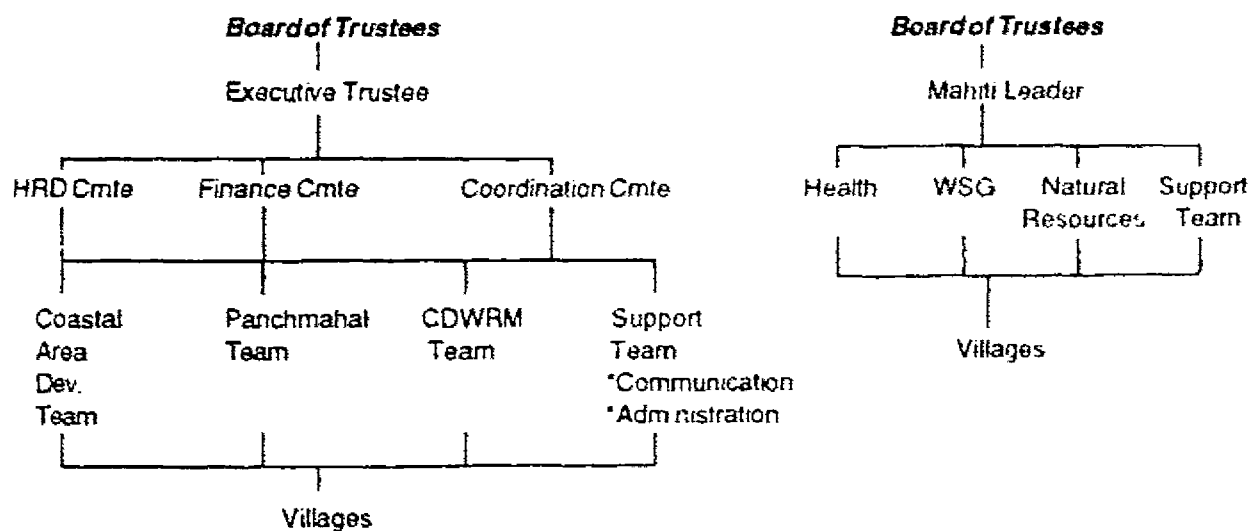 Board of Trustees
Executive Trustee
HRD Cmte
Finance Cmte
Coordination Cmte
Coastal
Area
Dev.
Team
Panchmahal
Team
CDWRM
Team
Support
Team
*Communication
*Administration
Villages
Board of Trustees
Mahiti Leader
Health
WSG
Natural
Resources
Support
Team
Villages